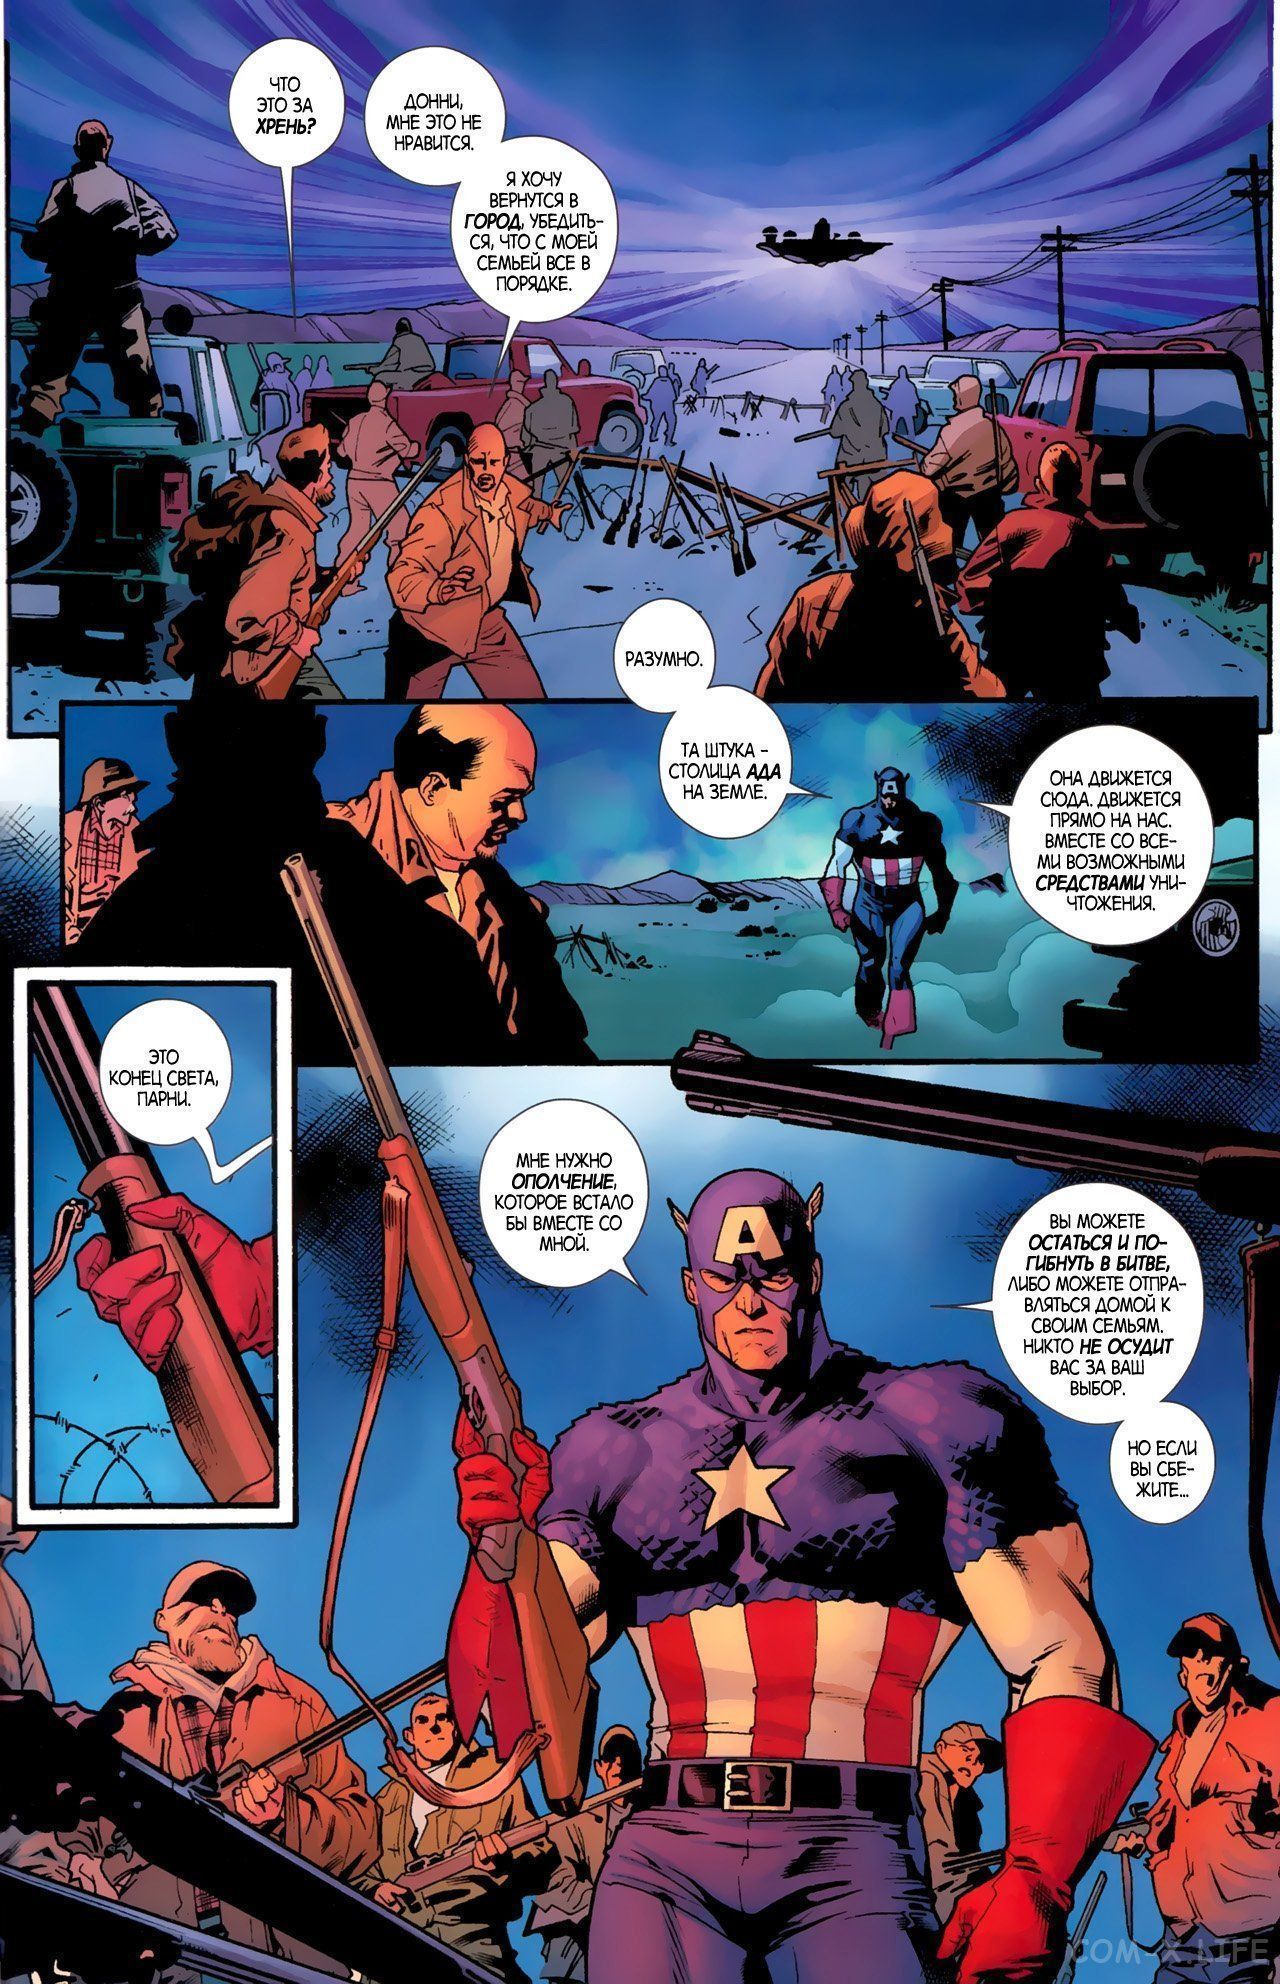 ЧТО
ЭТО ЗА
ХРЕНЬ?
ДОННИ,
МНЕ ЭТО НЕ
НРАВИТСЯ.
Я ХОЧУ
ВЕРНУТСЯ В
ГОРОД, УБЕДИТЬ-
СЯ, ЧТО С МОЕЙ
СЕМЬЕЙ ВСЕ В
ПОРЯДКЕ.
РАЗУМНО.
ТА ШТУКА -
СТОЛИЦА АДА
НА ЗЕМЛЕ.
ОНА ДВИЖЕТСЯ
СЮДА. ДВИЖЕТСЯ
ПРЯМО НА НАС.
ВМЕСТЕ СО ВСЕ-
МИ ВОЗМОЖНЫМИ
СРЕДСТВАМИ УНИ-
ЧТОЖЕНИЯ.
ЭТО
КОНЕЦ СВЕТА,
ПАРНИ.
МНЕ НУЖНО
ОПОЛЧЕНИЕ,
КОТОРОЕ ВСТАЛО
БЫ ВМЕСТЕ СО
МНОЙ.
A
ВЫ МОЖЕТЕ
ОСТАТЬСЯ И ПО-
ГИБНУТЬ В БИТВЕ,
ЛИБО МОЖЕТЕ ОТПРА-
ВЛЯТЬСЯ ДОМОЙ К
СВОИМ СЕМЬЯМ.
НИКТО НЕ ОСУДИТ
ВАС ЗА ВАШ
ВЫБОР.
НО ЕСЛИ
ВЫ СБЕ-
ЖИТЕ...
COM-X.LIFE